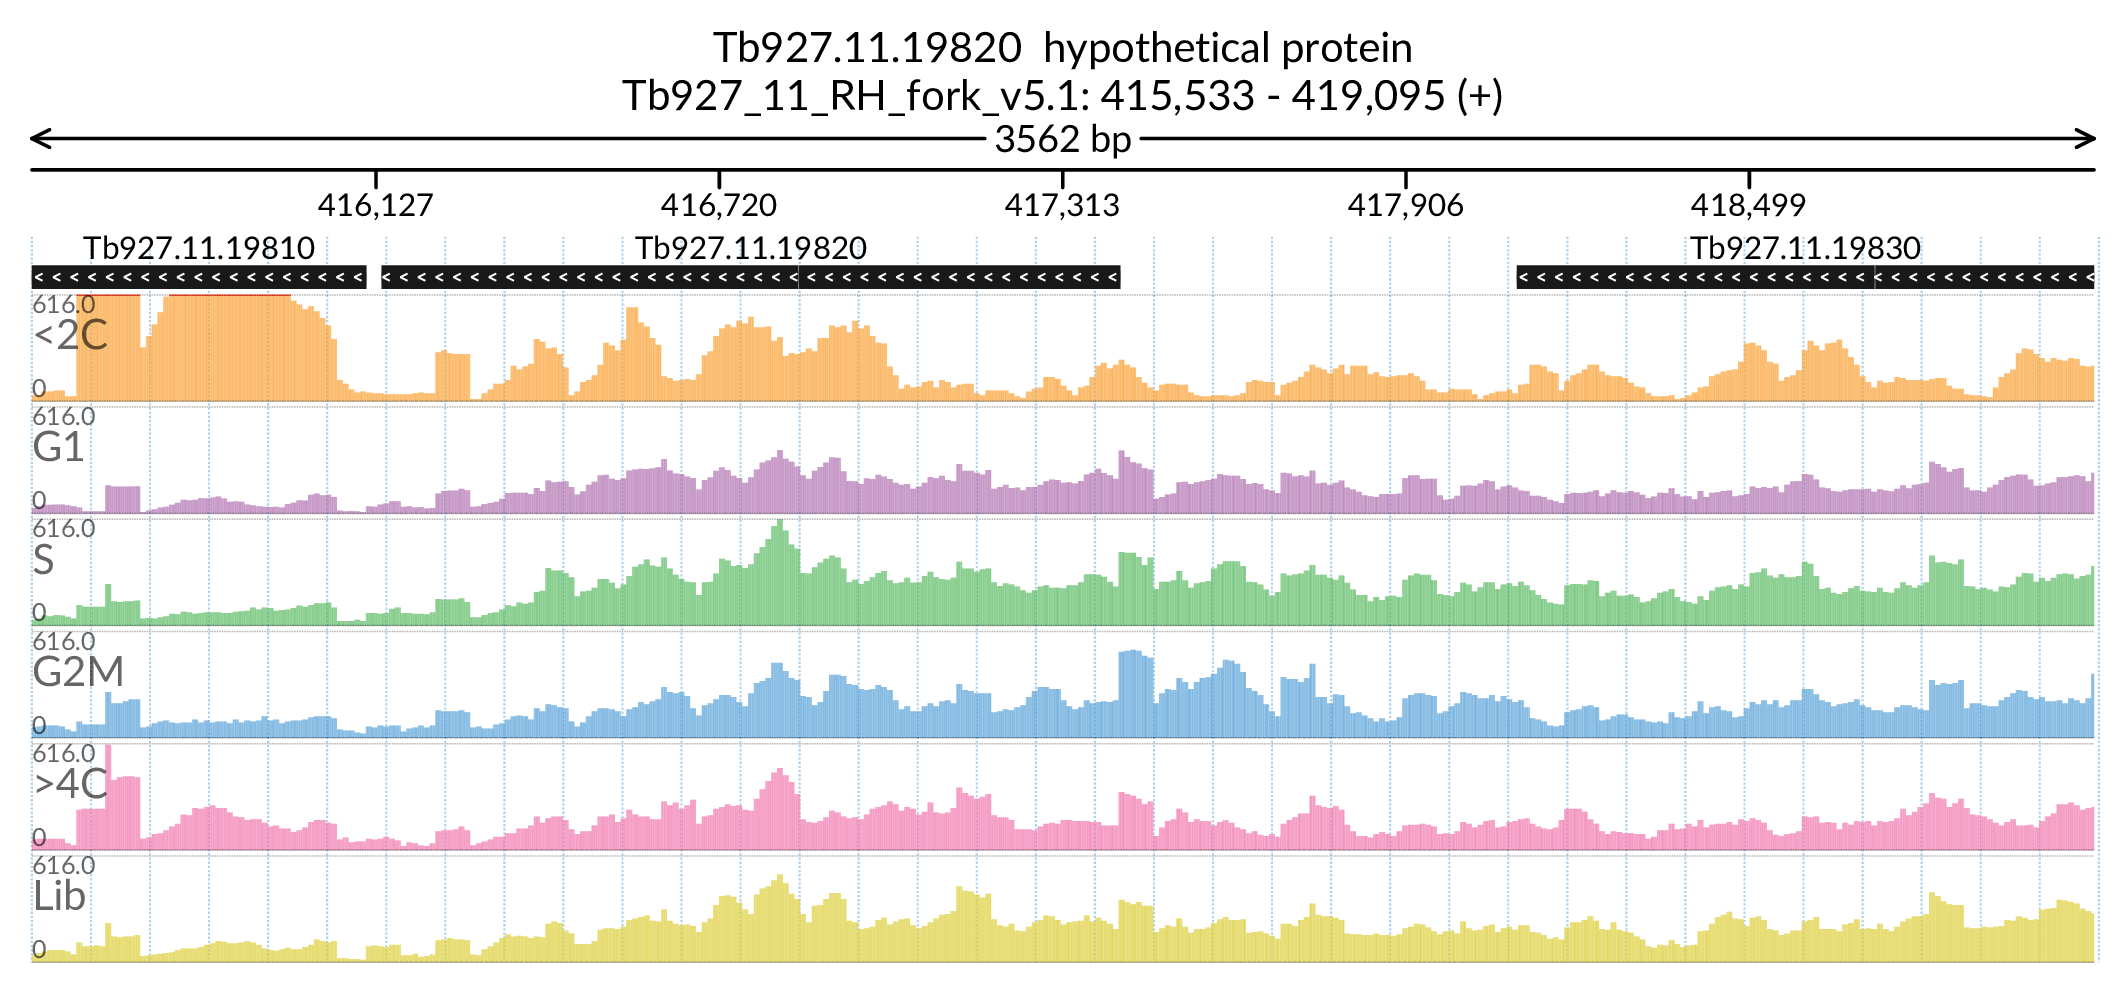 Tb927.11.19820  hypothetical protein
Tb927_11_RH_fork_v5.1: 415,533 - 419,095 (+)
3562 bp
416,127 416,720 417,313 417,906 418,499
Tb927.11.19810 Tb927.11.19820 Tb927.11.19830
616.0
<2C
0
616.0
G1
0
616.0
S
0
616.0
G2M
0
616.0
>4C
0
616.0
Lib
0